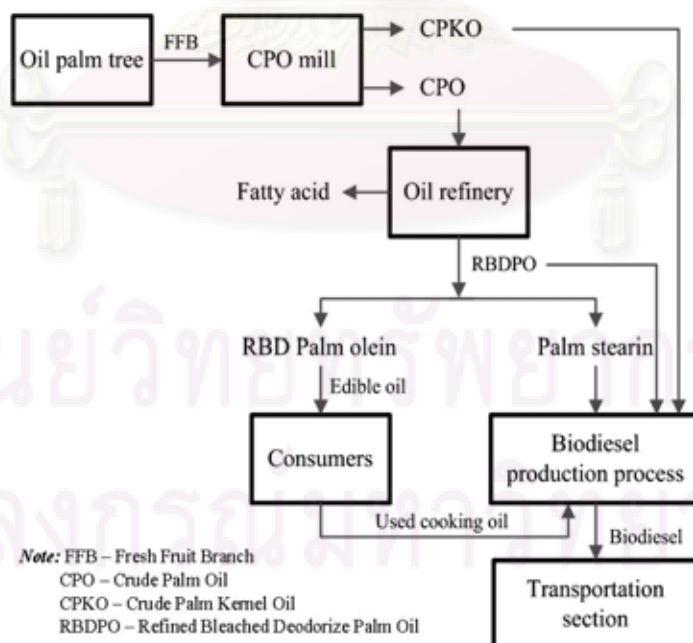 FFB
CPKO
Oil palm tree
CPO mill
CPO
Fatty acid
Oil refinery
RBDPO
RBD Palm olein
Palm stearin
Edible oil
Consumers
Biodiesel
production process
Used cooking oil
Biodiesel
Note: FFB – Fresh Fruit Branch
CPO – Crude Palm Oil
CPKO – Crude Palm Kernel Oil
RBDPO – Refined Bleached Deodorize Palm Oil
Transportation
section